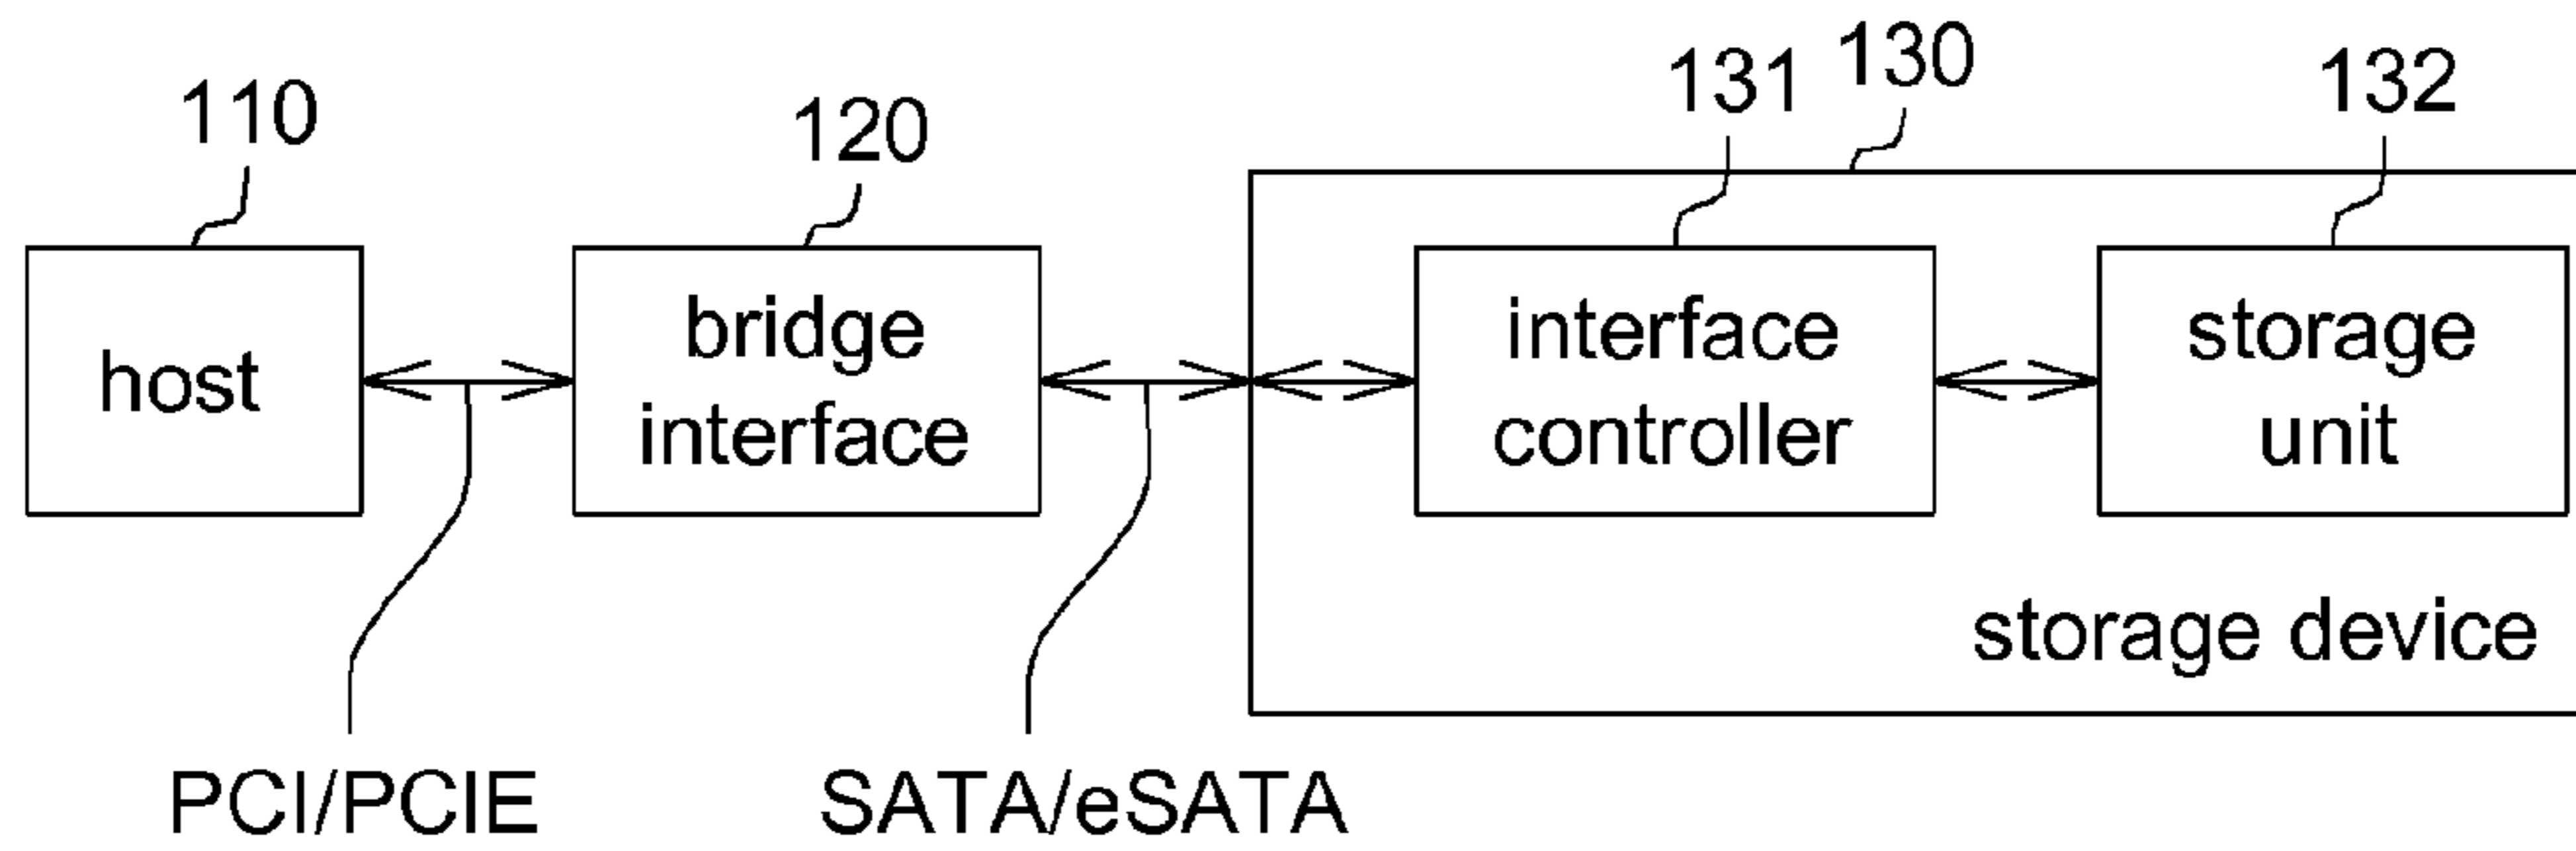 110
120
131
130
132
host
bridge
interface
interface
controller
storage
unit
storage device
PCI/PCIE
SATA/eSATA